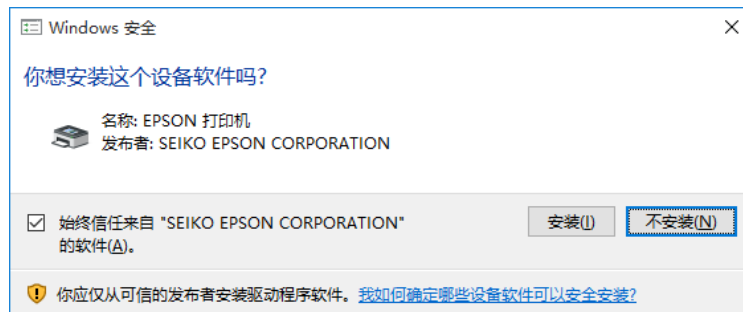 Windows 安全
你想安装这个设备软件吗?
名称: EPSON 打印机
发布者: SEIKO EPSON CORPORATION
始终信任来自 "SEIKO EPSON CORPORATION"
的软件(A)。
安装(I)
不安装(N)
你应仅从可信的发布者安装驱动程序软件。我如何确定哪些设备软件可以安全安装?